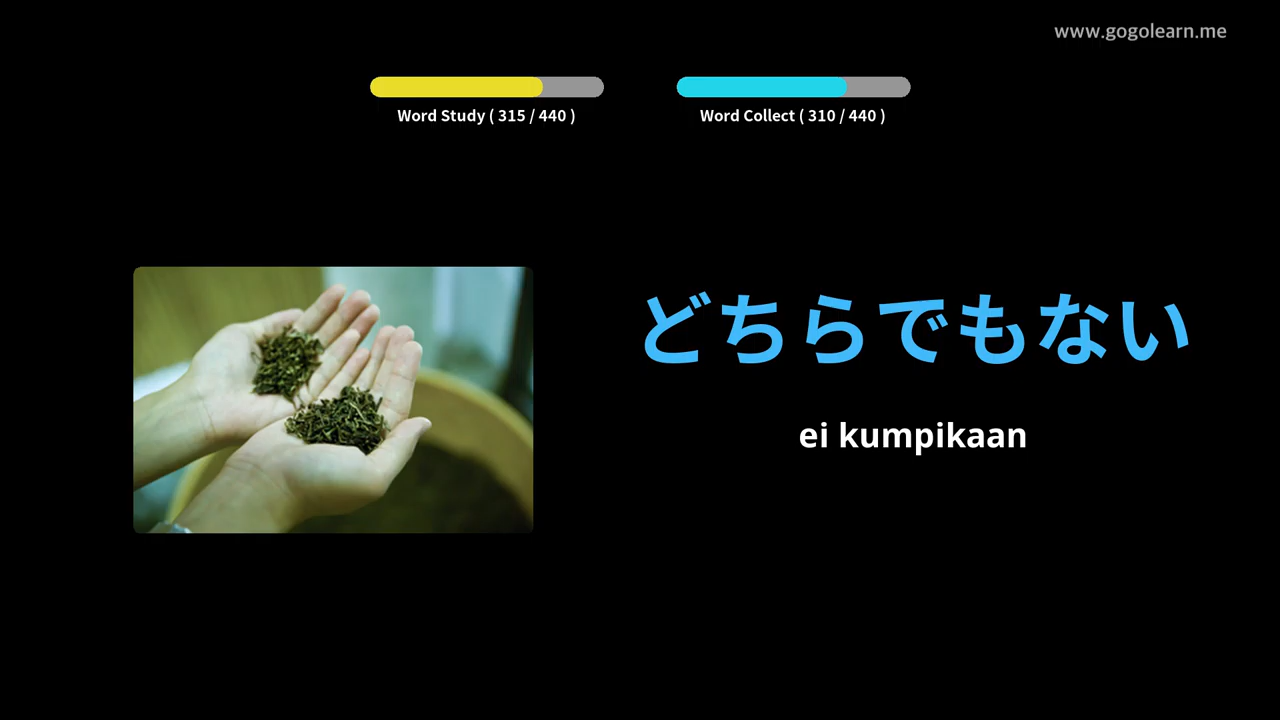 www.gogolearn.me
Word Study ( 315 / 440 )
Word Collect ( 310 / 440 )
どちらでもない
ei kumpikaan